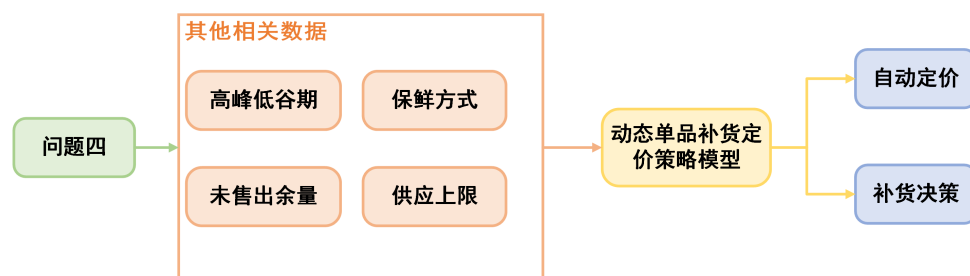 问题四
其他相关数据
高峰低谷期
保鲜方式
未售出余量
供应上限
动态单品补货定
价策略模型
自动定价
补货决策